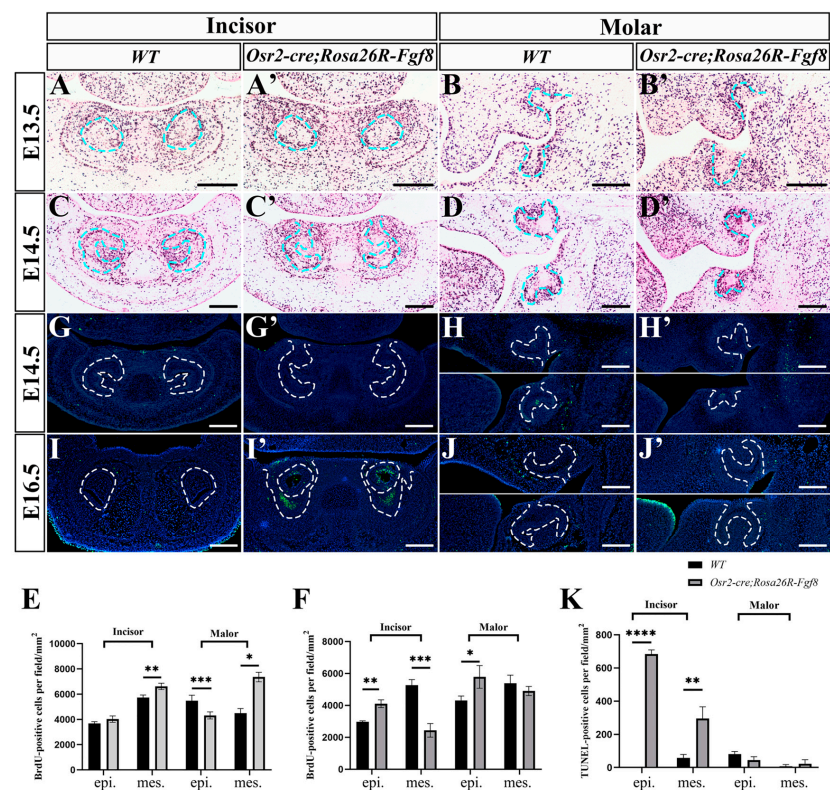 Incisor
Molar
WT
Osr2-cre;Rosa26R-Fgf8
WT
Osr2-cre;Rosa26R-Fgf8
E13.5
A
A’
B
B’
E14.5
C
C’
D
D’
E14.5
G
G’
H
H’
E16.5
I
I’
J
J’
WT
Osr2-cre;Rosa26R-Fgf8
E
BrdU-positive cells per field/mm²
10000
8000
6000
4000
2000
0
Incisor
Malor
**
***
*
epi.
mes.
epi.
mes.
F
BrdU-positive cells per field/mm²
8000
6000
4000
2000
0
Incisor
Malor
**
***
*
epi.
mes.
epi.
mes.
K
TUNEL-positive cells per field/mm²
800
600
400
200
0
Incisor
Malor
****
**
epi.
mes.
epi.
mes.